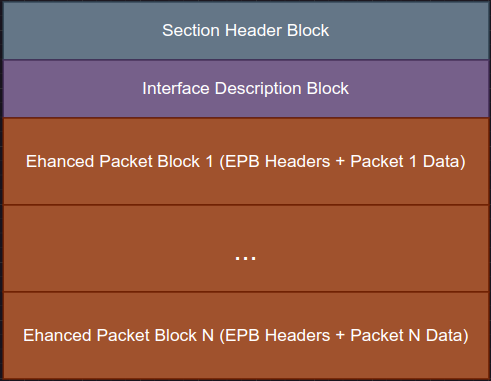 Section Header Block
Interface Description Block
Ehanced Packet Block 1 (EPB Headers + Packet 1 Data)
...
Ehanced Packet Block N (EPB Headers + Packet N Data)